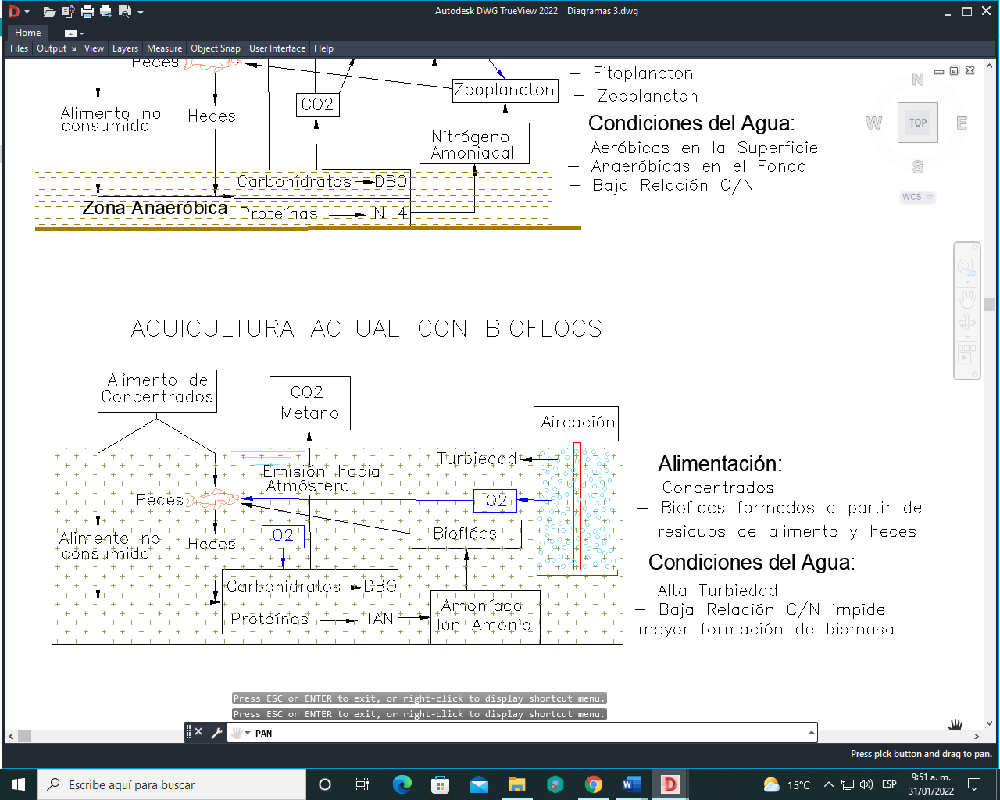 Autodesk DWG TrueView 2022 Diagramas 3.dwg
Home
Files Output View Layers Measure Object Snap User Interface Help
Peces
Alimento no
consumido
Heces
CO2
Zooplancton
Nitrógeno
Amoniacal
Carbohidratos DBO
Zona Anaeróbica
Proteínas NH4
– Fitoplancton
– Zooplancton
Condiciones del Agua:
– Aeróbicas en la Superficie
– Anaeróbicas en el Fondo
– Baja Relación C/N
N
W TOP E
S
WCS
2D
ACUICULTURA ACTUAL CON BIOFLOCS
Alimento de
Concentrados
CO2
Metano
Aireación
Turbiedad
Emisión hacia
Atmósfera
Peces
O2
O2
Bioflocs
Alimento no
consumido
Heces
Carbohidratos DBO
Proteínas TAN
Amoníaco
Ion Amonio
Alimentación:
– Concentrados
– Bioflocs formados a partir de
residuos de alimento y heces
Condiciones del Agua:
– Alta Turbiedad
– Baja Relación C/N impide
mayor formación de biomasa
Press ESC or ENTER to exit, or right-click to display shortcut menu.
Press ESC or ENTER to exit, or right-click to display shortcut menu.
PAN
Press pick button and drag to pan.
Escribe aquí para buscar
15°C
ESP
9:51 a. m.
31/01/2022